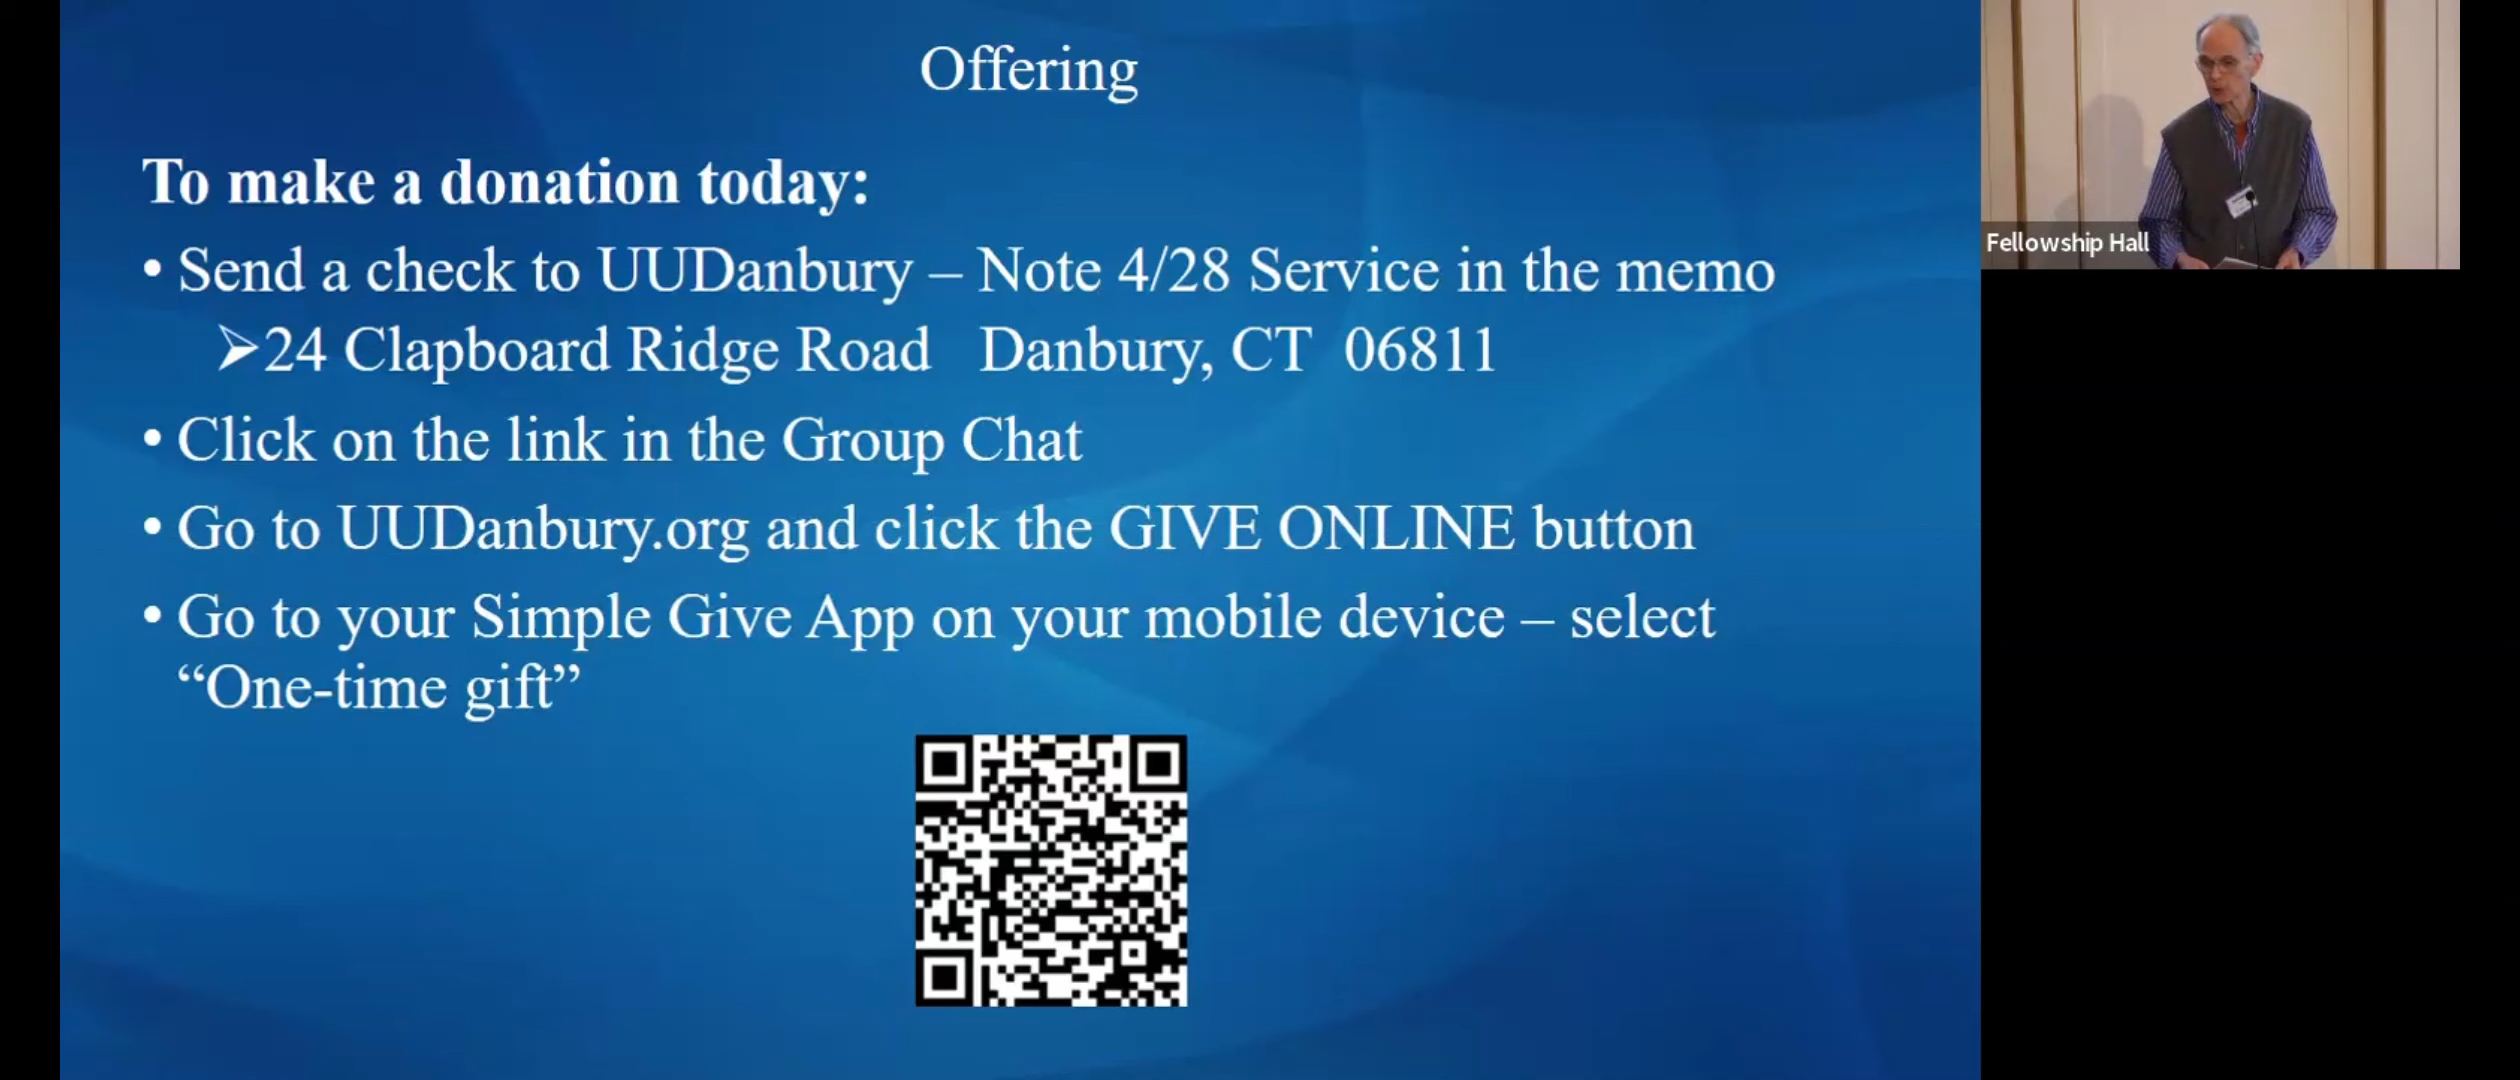 Offering
To make a donation today:
• Send a check to UUDanbury – Note 4/28 Service in the memo
➢24 Clapboard Ridge Road Danbury, CT 06811
• Click on the link in the Group Chat
• Go to UUDanbury.org and click the GIVE ONLINE button
• Go to your Simple Give App on your mobile device – select
“One-time gift”
Fellowship Hall